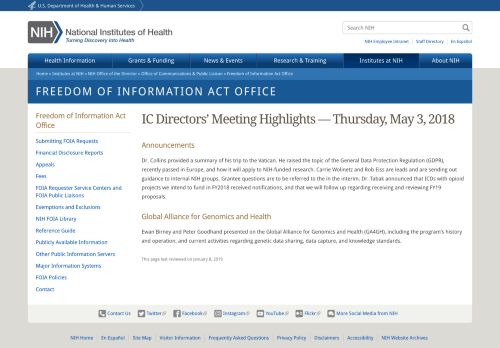 U.S. Department of Health & Human Services
NIH National Institutes of Health
Turning Discovery Into Health
Search NIH
NIH Employee Intranet | Staff Directory | En Español
Health Information
Grants & Funding
News & Events
Research & Training
Institutes at NIH
About NIH
Home » Institutes at NIH » NIH Office of the Director » Office of Communications & Public Liaison » Freedom of Information Act Office
FREEDOM OF INFORMATION ACT OFFICE
Freedom of Information Act
Office
Submitting FOIA Requests
Financial Disclosure Reports
Appeals
Fees
FOIA Requester Service Centers and
FOIA Public Liaisons
Exemptions and Exclusions
NIH FOIA Library
Reference Guide
Publicly Available Information
Other Public Information Servers
Major Information Systems
FOIA Policies
Contact
IC Directors’ Meeting Highlights — Thursday, May 3, 2018
Announcements
Dr. Collins provided a summary of his trip to the Vatican. He raised the topic of the General Data Protection Regulation (GDPR),
recently passed in Europe, and how it will apply to NIH-funded research. Carrie Wolinetz and Rob Eiss are leads and are sending out
guidance to internal NIH groups. Grantee questions are to be referred to the in the interim. Dr. Tabak announced that ICDs with opioid
projects we intend to fund in FY2018 received notifications, and that we will follow up regarding receiving and reviewing FY19
proposals.
Global Alliance for Genomics and Health
Ewan Birney and Peter Goodhand presented on the Global Alliance for Genomics and Health (GA4GH), including the program's history
and operation, and current activities regarding genetic data sharing, data capture, and knowledge standards.
This page last reviewed on January 8, 2019
Contact Us | Twitter | Facebook | Instagram | YouTube | Flickr | More Social Media from NIH
NIH Home | En Español | Site Map | Visitor Information | Frequently Asked Questions | Privacy Policy | Disclaimers | Accessibility | NIH Website Archives